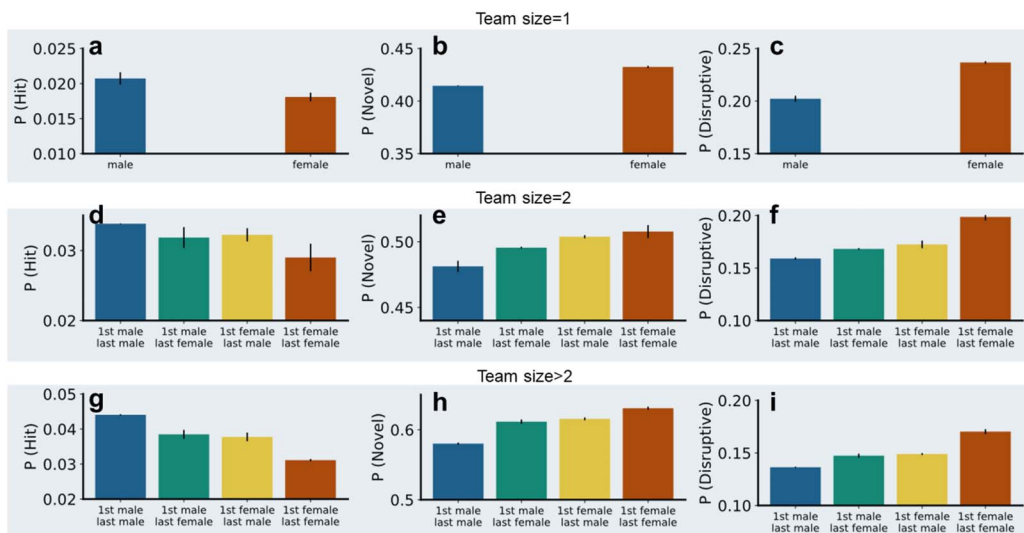 Team size=1
a
P (Hit)
0.025
0.020
0.015
0.010
male
female
b
P (Novel)
0.45
0.40
0.35
male
female
c
P (Disruptive)
0.25
0.20
0.15
male
female
Team size=2
d
P (Hit)
0.03
0.02
1st male
last male
1st male
last female
1st female
last male
1st female
last female
e
P (Novel)
0.50
0.45
1st male
last male
1st male
last female
1st female
last male
1st female
last female
f
P (Disruptive)
0.20
0.15
0.10
1st male
last male
1st male
last female
1st female
last male
1st female
last female
Team size>2
g
P (Hit)
0.05
0.04
0.03
0.02
1st male
last male
1st male
last female
1st female
last male
1st female
last female
h
P (Novel)
0.6
0.5
1st male
last male
1st male
last female
1st female
last male
1st female
last female
i
P (Disruptive)
0.20
0.15
0.10
1st male
last male
1st male
last female
1st female
last male
1st female
last female